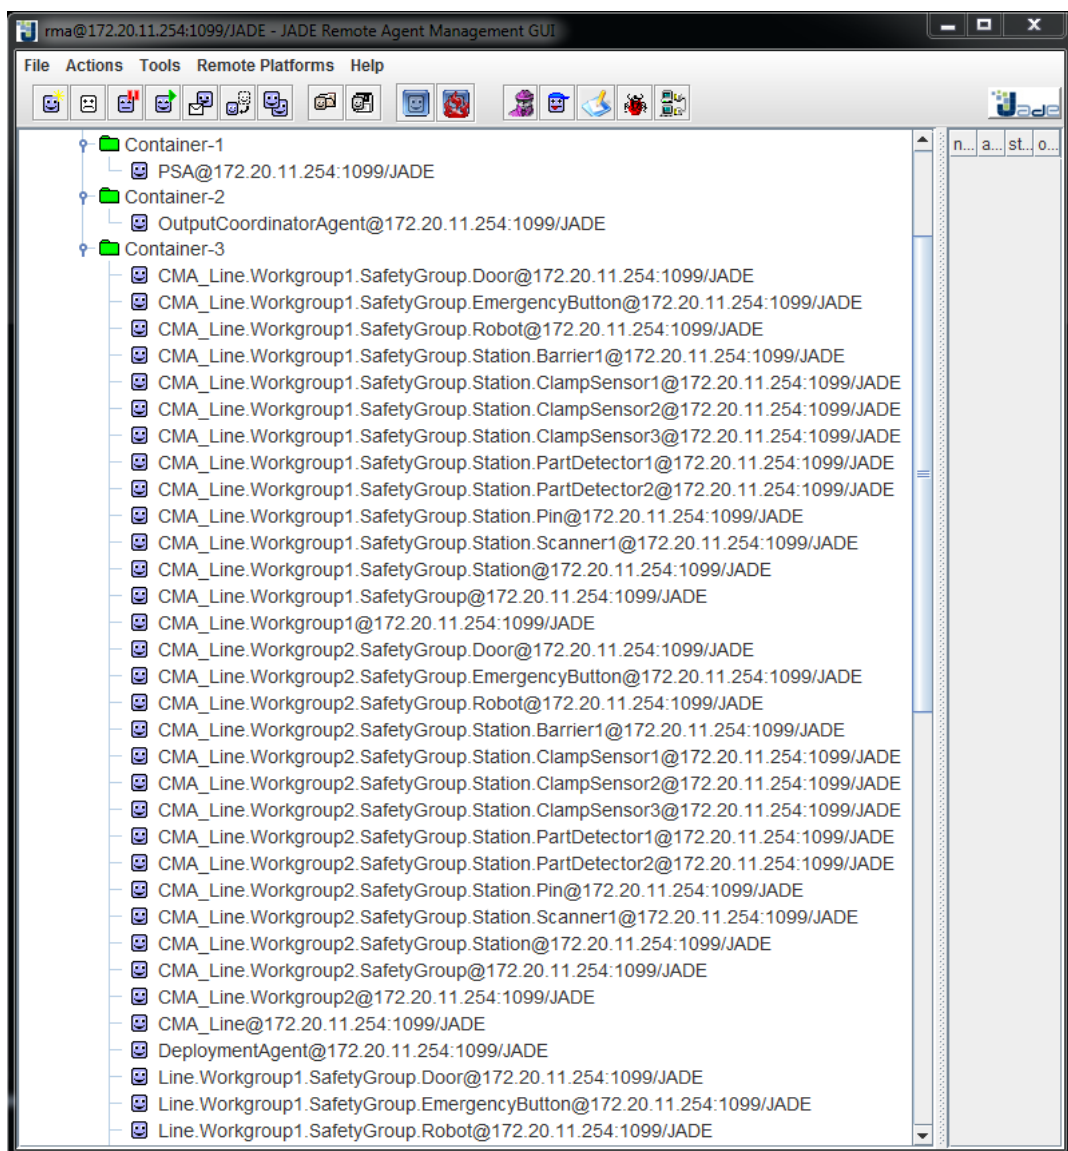 rma@172.20.11.254:1099/JADE - JADE Remote Agent Management GUI
File Actions Tools Remote Platforms Help
Jade
n... a... st... o...
Container-1
PSA@172.20.11.254:1099/JADE
Container-2
OutputCoordinatorAgent@172.20.11.254:1099/JADE
Container-3
CMA_Line.Workgroup1.SafetyGroup.Door@172.20.11.254:1099/JADE
CMA_Line.Workgroup1.SafetyGroup.EmergencyButton@172.20.11.254:1099/JADE
CMA_Line.Workgroup1.SafetyGroup.Robot@172.20.11.254:1099/JADE
CMA_Line.Workgroup1.SafetyGroup.Station.Barrier1@172.20.11.254:1099/JADE
CMA_Line.Workgroup1.SafetyGroup.Station.ClampSensor1@172.20.11.254:1099/JADE
CMA_Line.Workgroup1.SafetyGroup.Station.ClampSensor2@172.20.11.254:1099/JADE
CMA_Line.Workgroup1.SafetyGroup.Station.ClampSensor3@172.20.11.254:1099/JADE
CMA_Line.Workgroup1.SafetyGroup.Station.PartDetector1@172.20.11.254:1099/JADE
CMA_Line.Workgroup1.SafetyGroup.Station.PartDetector2@172.20.11.254:1099/JADE
CMA_Line.Workgroup1.SafetyGroup.Station.Pin@172.20.11.254:1099/JADE
CMA_Line.Workgroup1.SafetyGroup.Station.Scanner1@172.20.11.254:1099/JADE
CMA_Line.Workgroup1.SafetyGroup.Station@172.20.11.254:1099/JADE
CMA_Line.Workgroup1.SafetyGroup@172.20.11.254:1099/JADE
CMA_Line.Workgroup1@172.20.11.254:1099/JADE
CMA_Line.Workgroup2.SafetyGroup.Door@172.20.11.254:1099/JADE
CMA_Line.Workgroup2.SafetyGroup.EmergencyButton@172.20.11.254:1099/JADE
CMA_Line.Workgroup2.SafetyGroup.Robot@172.20.11.254:1099/JADE
CMA_Line.Workgroup2.SafetyGroup.Station.Barrier1@172.20.11.254:1099/JADE
CMA_Line.Workgroup2.SafetyGroup.Station.ClampSensor1@172.20.11.254:1099/JADE
CMA_Line.Workgroup2.SafetyGroup.Station.ClampSensor2@172.20.11.254:1099/JADE
CMA_Line.Workgroup2.SafetyGroup.Station.ClampSensor3@172.20.11.254:1099/JADE
CMA_Line.Workgroup2.SafetyGroup.Station.PartDetector1@172.20.11.254:1099/JADE
CMA_Line.Workgroup2.SafetyGroup.Station.PartDetector2@172.20.11.254:1099/JADE
CMA_Line.Workgroup2.SafetyGroup.Station.Pin@172.20.11.254:1099/JADE
CMA_Line.Workgroup2.SafetyGroup.Station.Scanner1@172.20.11.254:1099/JADE
CMA_Line.Workgroup2.SafetyGroup.Station@172.20.11.254:1099/JADE
CMA_Line.Workgroup2.SafetyGroup@172.20.11.254:1099/JADE
CMA_Line.Workgroup2@172.20.11.254:1099/JADE
CMA_Line@172.20.11.254:1099/JADE
DeploymentAgent@172.20.11.254:1099/JADE
Line.Workgroup1.SafetyGroup.Door@172.20.11.254:1099/JADE
Line.Workgroup1.SafetyGroup.EmergencyButton@172.20.11.254:1099/JADE
Line.Workgroup1.SafetyGroup.Robot@172.20.11.254:1099/JADE